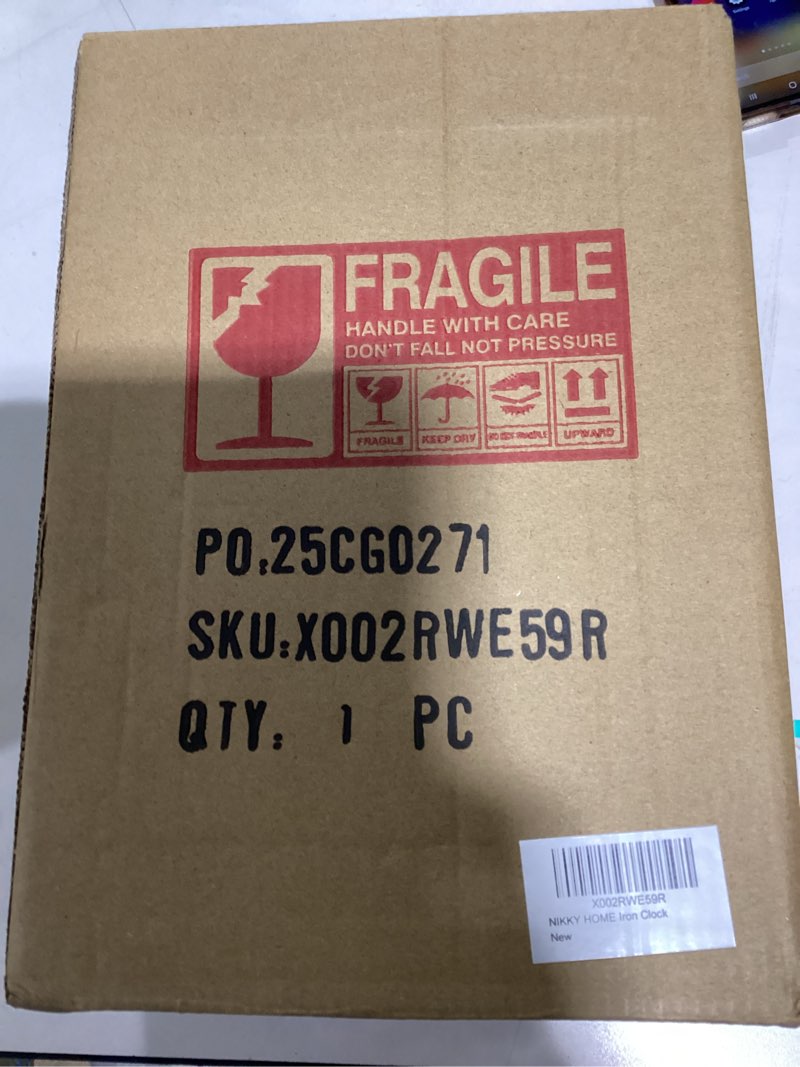 FRAGILE
HANDLE WITH CARE
DON'T FALL NOT PRESSURE
FRAGILE
KEEP DRY
UPWARD
PO:25CG0271
SKU:X002RWE59R
QTY: 1 PC
X002RWE59R
NIKKY HOME Iron Clock
New